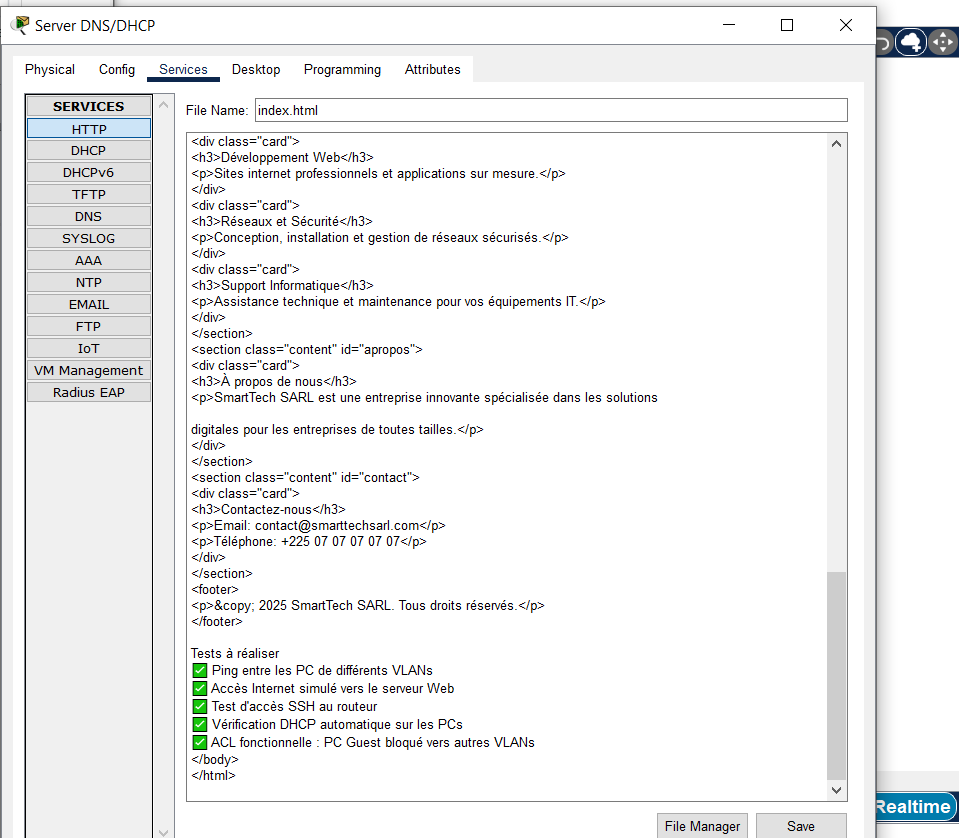 Server DNS/DHCP
Physical Config Services Desktop Programming Attributes
SERVICES
HTTP
DHCP
DHCPv6
TFTP
DNS
SYSLOG
AAA
NTP
EMAIL
FTP
IoT
VM Management
Radius EAP
File Name: index.html
<div class="card">
<h3>Développement Web</h3>
<p>Sites internet professionnels et applications sur mesure.</p>
</div>
<div class="card">
<h3>Réseaux et Sécurité</h3>
<p>Conception, installation et gestion de réseaux sécurisés.</p>
</div>
<div class="card">
<h3>Support Informatique</h3>
<p>Assistance technique et maintenance pour vos équipements IT.</p>
</div>
</section>
<section class="content" id="apropos">
<div class="card">
<h3>À propos de nous</h3>
<p>SmartTech SARL est une entreprise innovante spécialisée dans les solutions
digitales pour les entreprises de toutes tailles.</p>
</div>
</section>
<section class="content" id="contact">
<div class="card">
<h3>Contactez-nous</h3>
<p>Email: contact@smarttechsarl.com</p>
<p>Téléphone: +225 07 07 07 07 07</p>
</div>
</section>
<footer>
<p>&copy; 2025 SmartTech SARL. Tous droits réservés.</p>
</footer>
Tests à réaliser
✅ Ping entre les PC de différents VLANs
✅ Accès Internet simulé vers le serveur Web
✅ Test d'accès SSH au routeur
✅ Vérification DHCP automatique sur les PCs
✅ ACL fonctionnelle : PC Guest bloqué vers autres VLANs
</body>
</html>
File Manager Save
Realtime